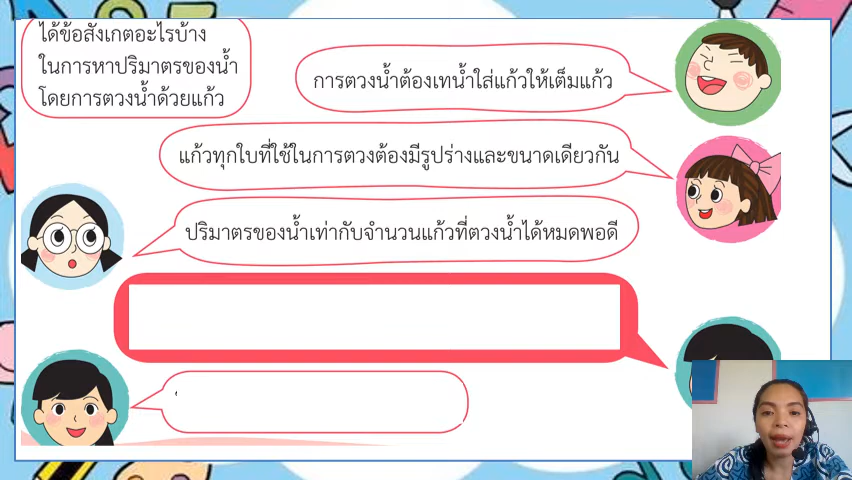 ได้ข้อสังเกตอะไรบ้าง
ในการหาปริมาตรของน้ำ
โดยการตวงน้ำด้วยแก้ว
การตวงน้ำต้องเทน้ำใส่แก้วให้เต็มแก้ว
แก้วทุกใบที่ใช้ในการตวงต้องมีรูปร่างและขนาดเดียวกัน
ปริมาตรของน้ำเท่ากับจำนวนแก้วที่ตวงน้ำได้หมดพอดี